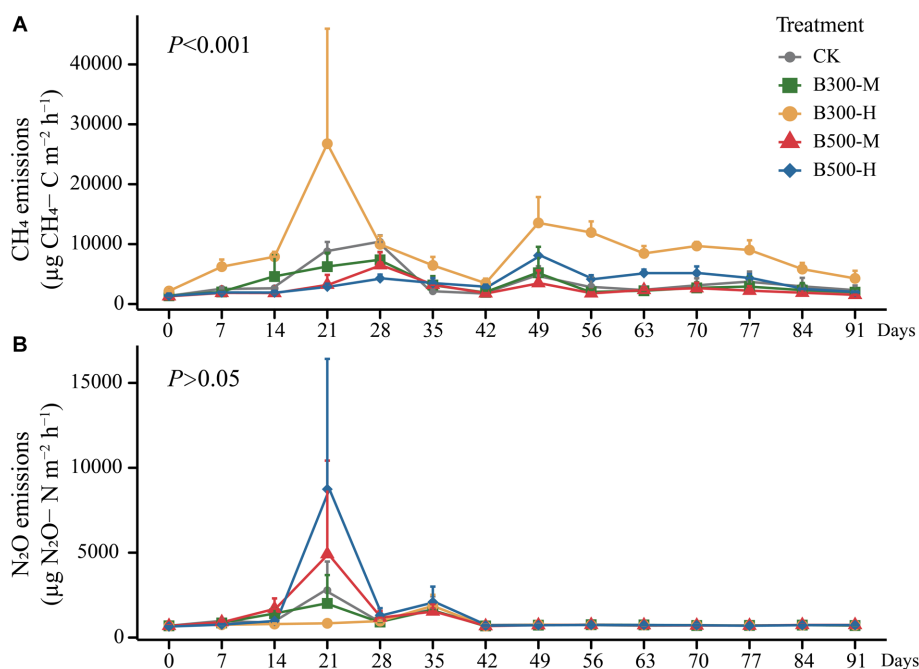 A
P<0.001
Treatment
CK
B300-M
B300-H
B500-M
B500-H
CH₄ emissions
(µg CH₄– C m⁻² h⁻¹)
40000
30000
20000
10000
0
0 7 14 21 28 35 42 49 56 63 70 77 84 91 Days
B
P>0.05
N₂O emissions
(µg N₂O– N m⁻² h⁻¹)
15000
10000
5000
0
0 7 14 21 28 35 42 49 56 63 70 77 84 91 Days